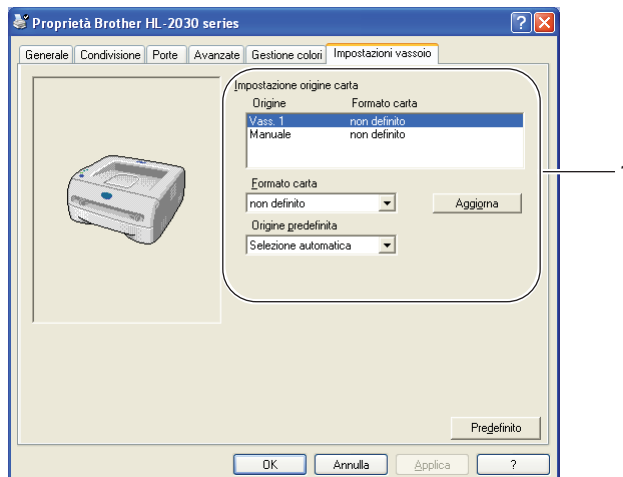 Proprietà Brother HL-2030 series
Generale Condivisione Porte Avanzate Gestione colori Impostazioni vassoio
Impostazione origine carta
Origine Formato carta
Vass. 1 non definito
Manuale non definito
Formato carta
non definito Aggiorna
Origine predefinita
Selezione automatica
Predefinito
OK Annulla Applica ?